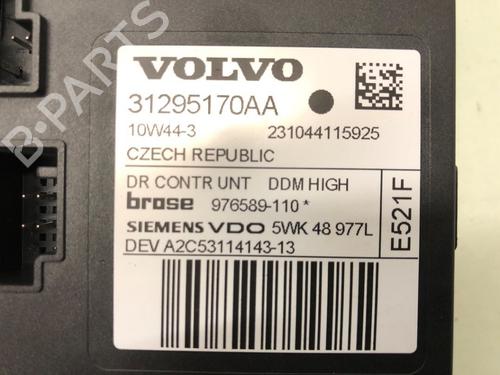 VOLVO
31295170AA
10W44-3 231044115925
CZECH REPUBLIC
DR CONTR UNT DDM HIGH
brose 976589-110*
SIEMENS VDO 5WK 48 977L
DEV A2C53114143-13
E521F
B-PARTS